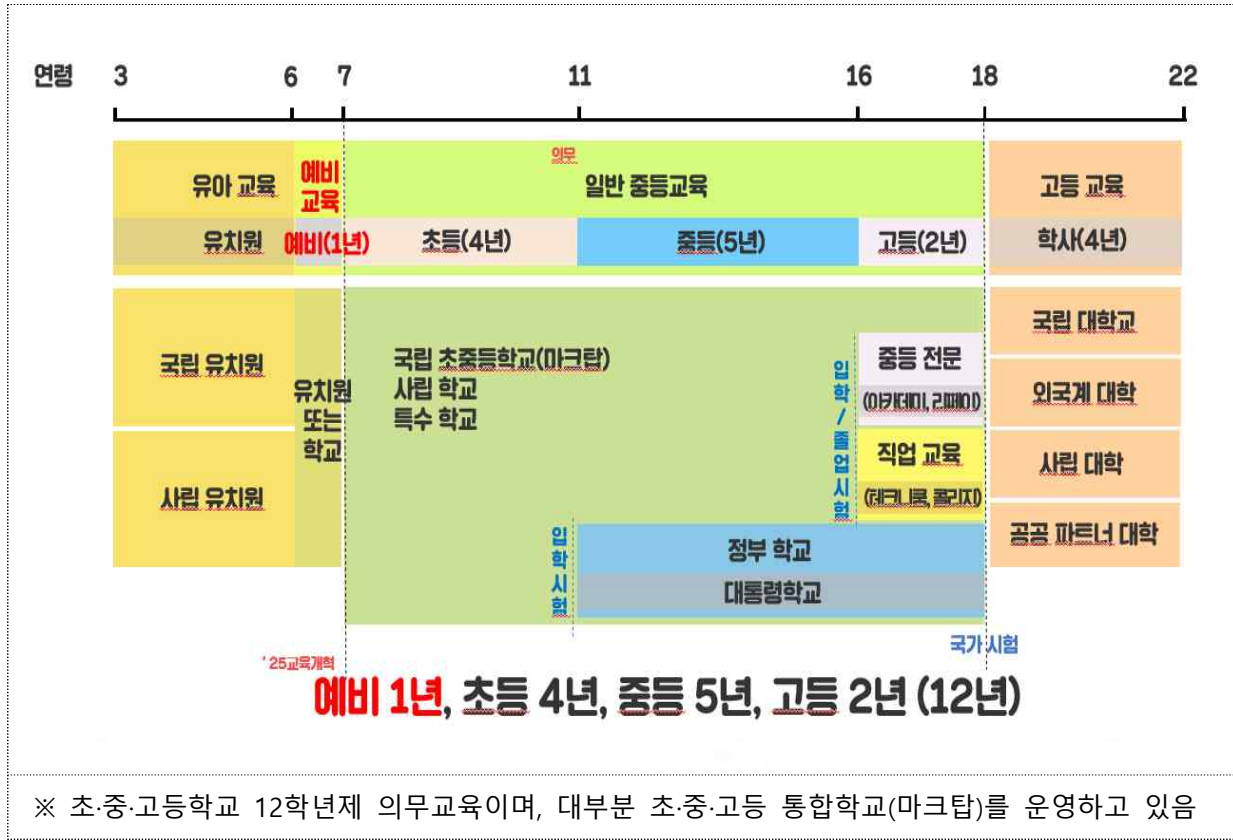 연령 3 6 7 11 16 18 22
유아 교육
예비
교육
의무
일반 중등교육
고등 교육
유치원
예비(1년)
초등(4년)
중등(5년)
고등(2년)
학사(4년)
국립 유치원
사립 유치원
유치원
또는
학교
국립 초중등학교(마크탑)
사립 학교
특수 학교
입학/졸업시험
중등 전문
(아카데미, 리쩨이)
직업 교육
(테크니쿰, 콜리지)
입학시험
정부 학교
대통령학교
국립 대학교
외국계 대학
사립 대학
공공 파트너 대학
국가 시험
'25교육개혁
예비 1년, 초등 4년, 중등 5년, 고등 2년 (12년)
※ 초·중·고등학교 12학년제 의무교육이며, 대부분 초·중·고등 통합학교(마크탑)를 운영하고 있음